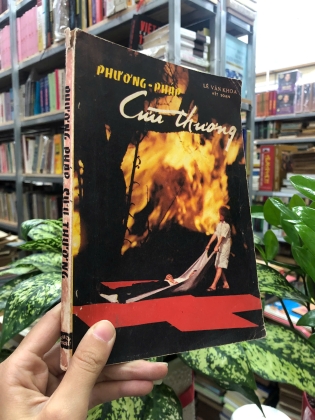 LÊ VĂN KHOA
PHƯƠNG-PHÁP
Cứu thương
PHƯƠNG PHÁP CỨU THƯƠNG